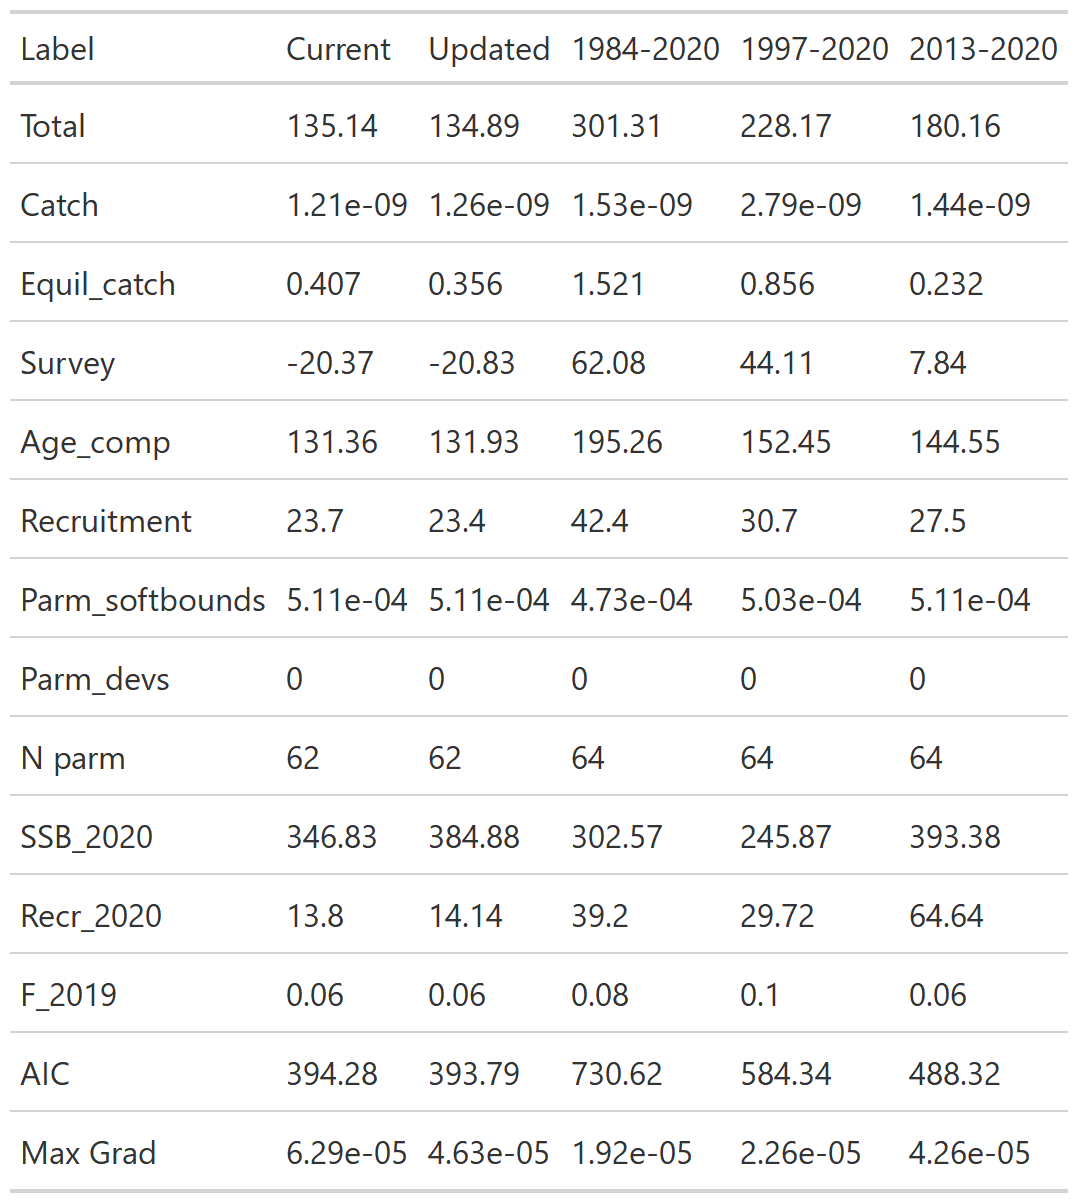 Label Current Updated 1984-2020 1997-2020 2013-2020
Total 135.14 134.89 301.31 228.17 180.16
Catch 1.21e-09 1.26e-09 1.53e-09 2.79e-09 1.44e-09
Equil_catch 0.407 0.356 1.521 0.856 0.232
Survey -20.37 -20.83 62.08 44.11 7.84
Age_comp 131.36 131.93 195.26 152.45 144.55
Recruitment 23.7 23.4 42.4 30.7 27.5
Parm_softbounds 5.11e-04 5.11e-04 4.73e-04 5.03e-04 5.11e-04
Parm_devs 0 0 0 0 0
N parm 62 62 64 64 64
SSB_2020 346.83 384.88 302.57 245.87 393.38
Recr_2020 13.8 14.14 39.2 29.72 64.64
F_2019 0.06 0.06 0.08 0.1 0.06
AIC 394.28 393.79 730.62 584.34 488.32
Max Grad 6.29e-05 4.63e-05 1.92e-05 2.26e-05 4.26e-05